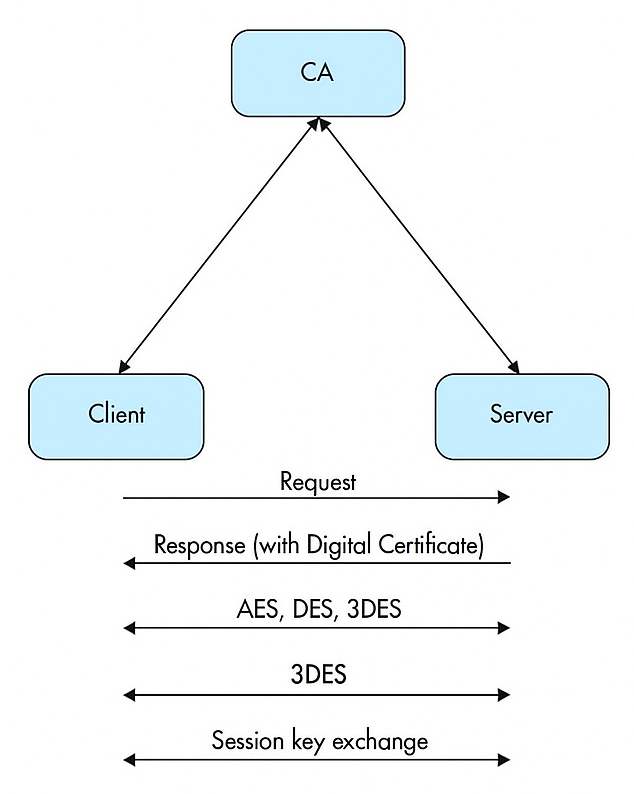 CA
Client
Server
Request
Response (with Digital Certificate)
AES, DES, 3DES
3DES
Session key exchange